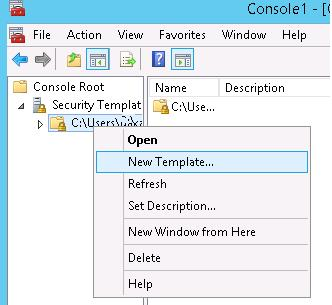 Console1 - [
File Action View Favorites Window Help
Console Root
Security Templat
C:\Users\
Name Description
C:\Use...
Open
New Template...
Refresh
Set Description...
New Window from Here
Delete
Help